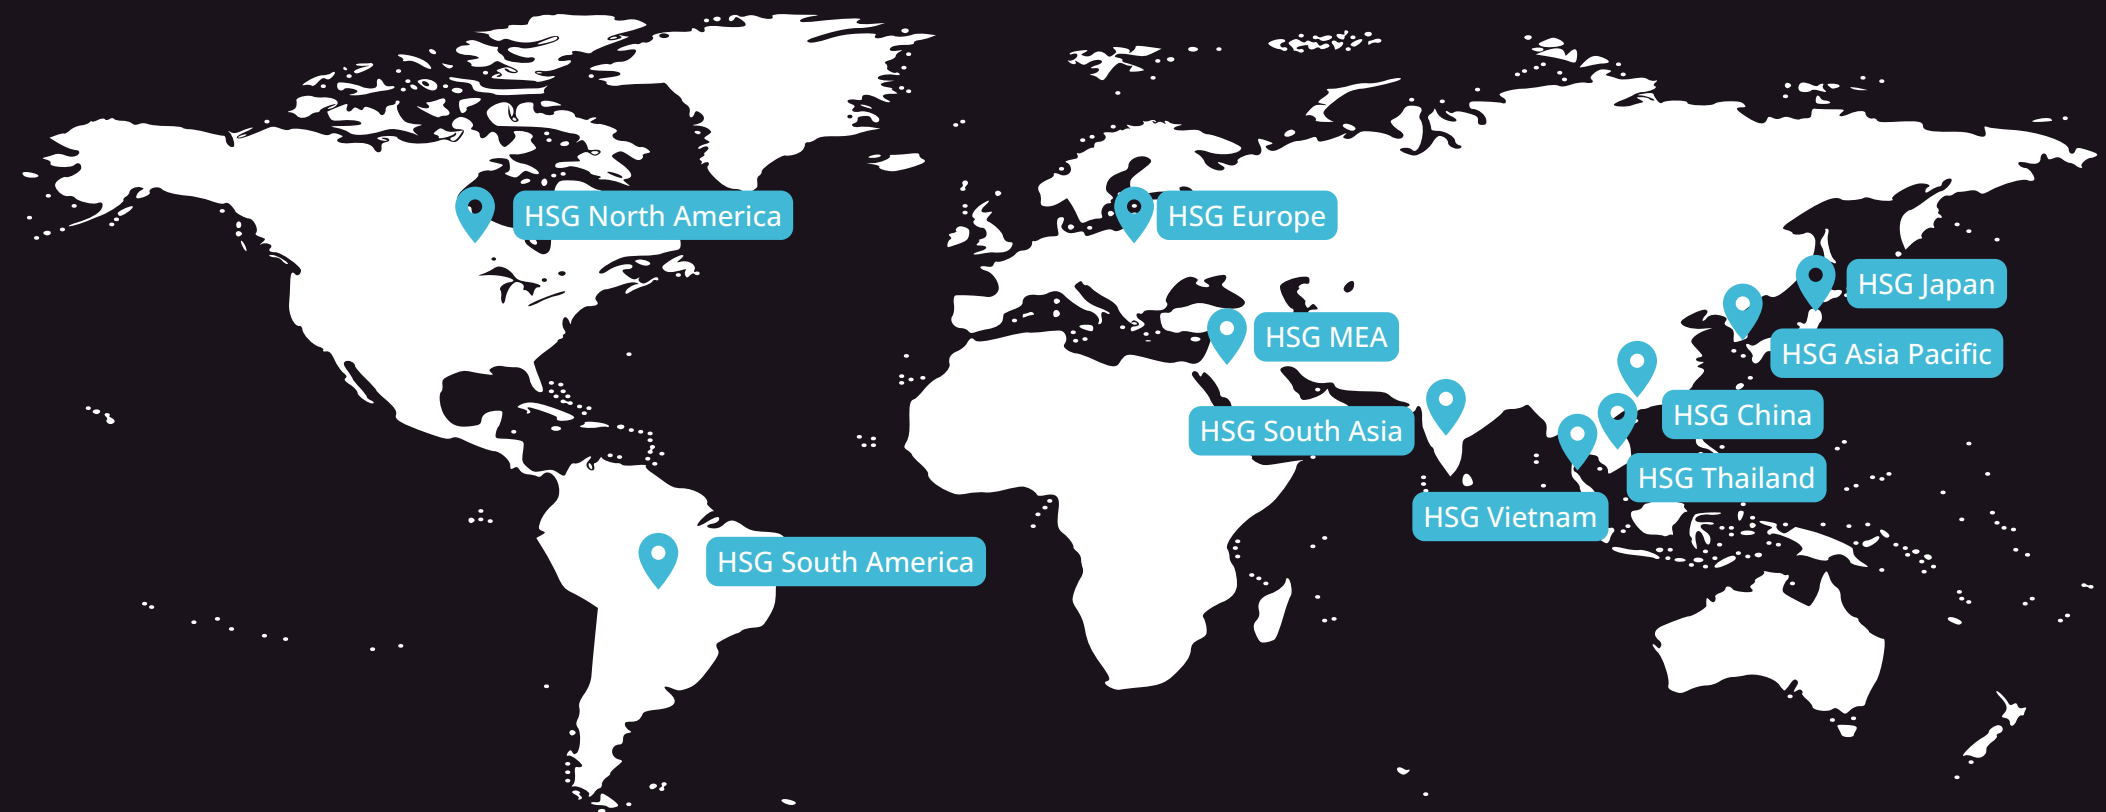 HSG North America
HSG Europe
HSG Japan
HSG MEA
HSG Asia Pacific
HSG China
HSG South Asia
HSG Thailand
HSG Vietnam
HSG South America